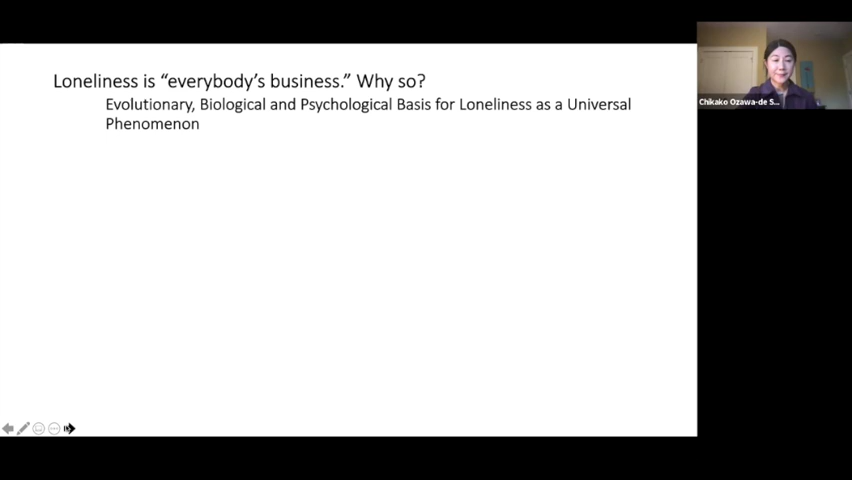 Loneliness is “everybody’s business.” Why so?
Evolutionary, Biological and Psychological Basis for Loneliness as a Universal
Phenomenon
Chikako Ozawa-de S...